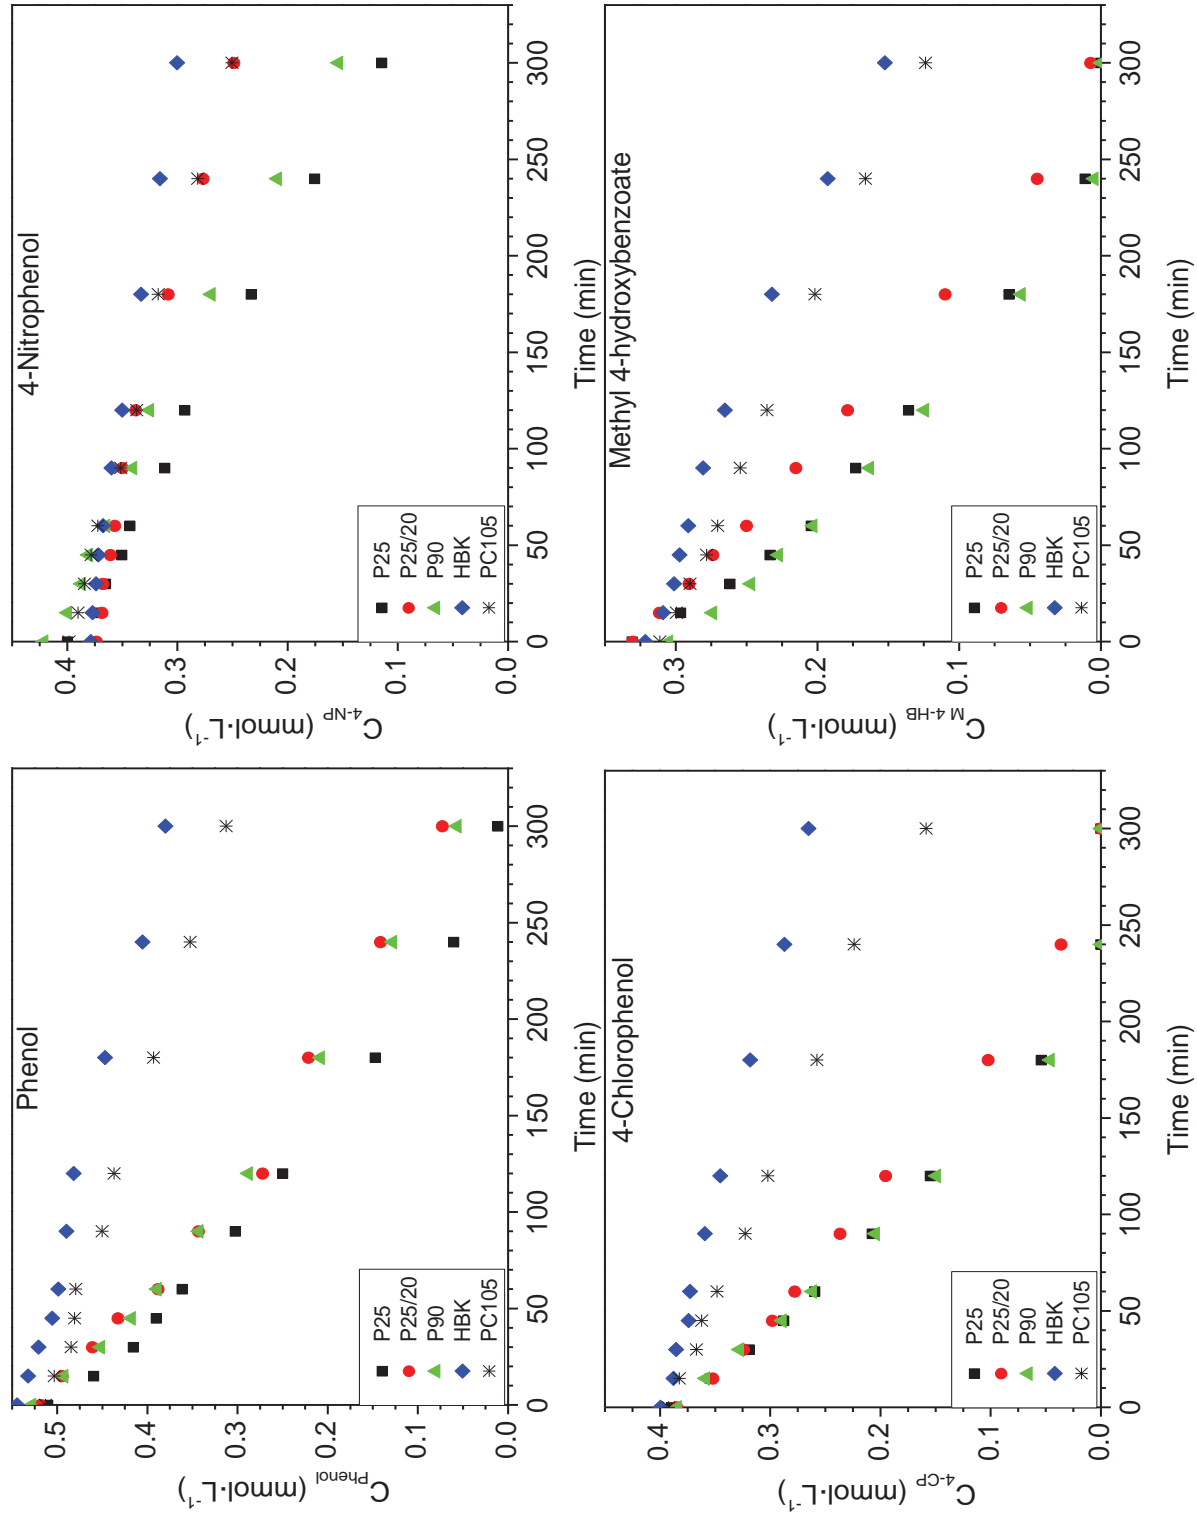 Phenol
C_Phenol (mmol·L⁻¹)
0.5
0.4
0.3
0.2
0.1
0.0
0
50
100
150
200
250
300
Time (min)
P25
P25/20
P90
HBK
PC105
4-Nitrophenol
C_4-NP (mmol·L⁻¹)
0.4
0.3
0.2
0.1
0.0
0
50
100
150
200
250
300
Time (min)
P25
P25/20
P90
HBK
PC105
4-Chlorophenol
C_4-CP (mmol·L⁻¹)
0.4
0.3
0.2
0.1
0.0
0
50
100
150
200
250
300
Time (min)
P25
P25/20
P90
HBK
PC105
Methyl 4-hydroxybenzoate
C_M 4-HB (mmol·L⁻¹)
0.3
0.2
0.1
0.0
0
50
100
150
200
250
300
Time (min)
P25
P25/20
P90
HBK
PC105